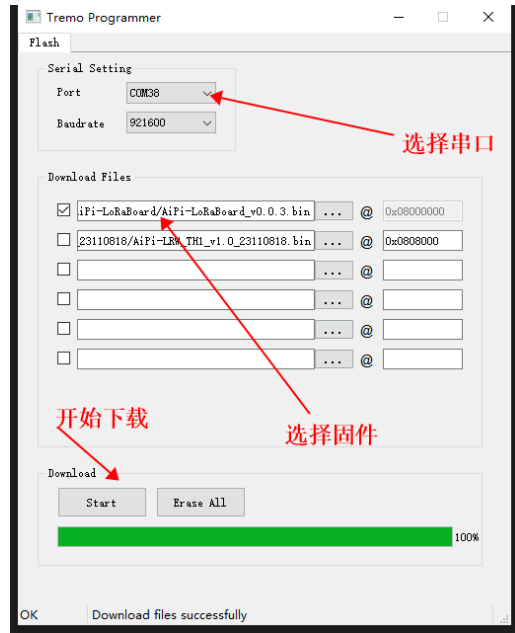 Tremo Programmer
Flash
Serial Setting
Port COM38
选择串口
Baudrate 921600
Download Files
iPi-LoRaBoard/AiPi-LoRaBoard_v0.0.3.bin ... @ 0x08000000
23110818/AiPi-LRW_TH1_v1.0_23110818.bin ... @ 0x0808000
... @
... @
... @
... @
开始下载
选择固件
Download
Start Erase All
100%
OK Download files successfully